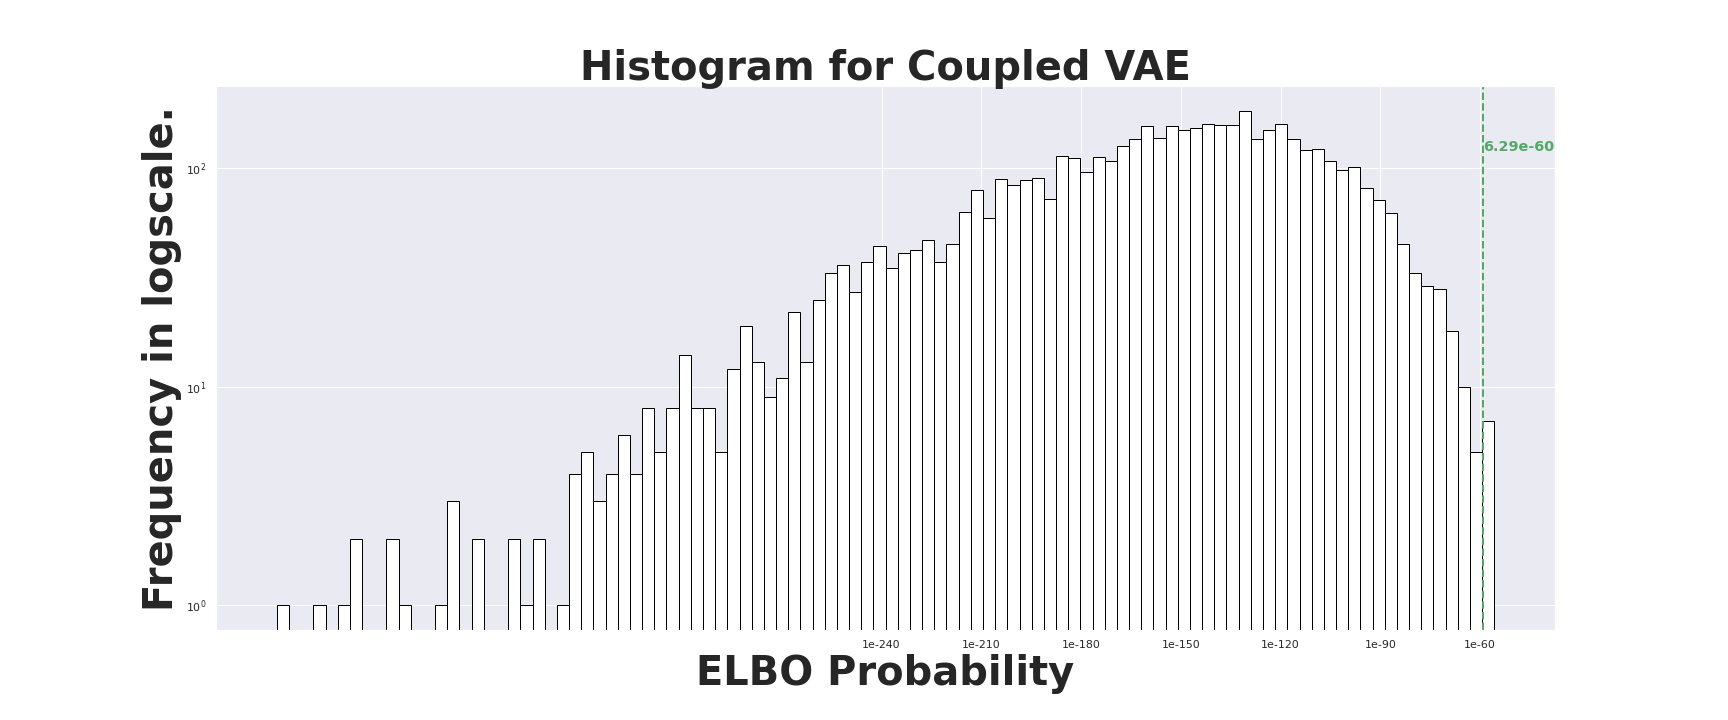 Histogram for Coupled VAE
Frequency in logscale.
10²
10¹
10⁰
6.29e-60
1e-240 1e-210 1e-180 1e-150 1e-120 1e-90 1e-60
ELBO Probability